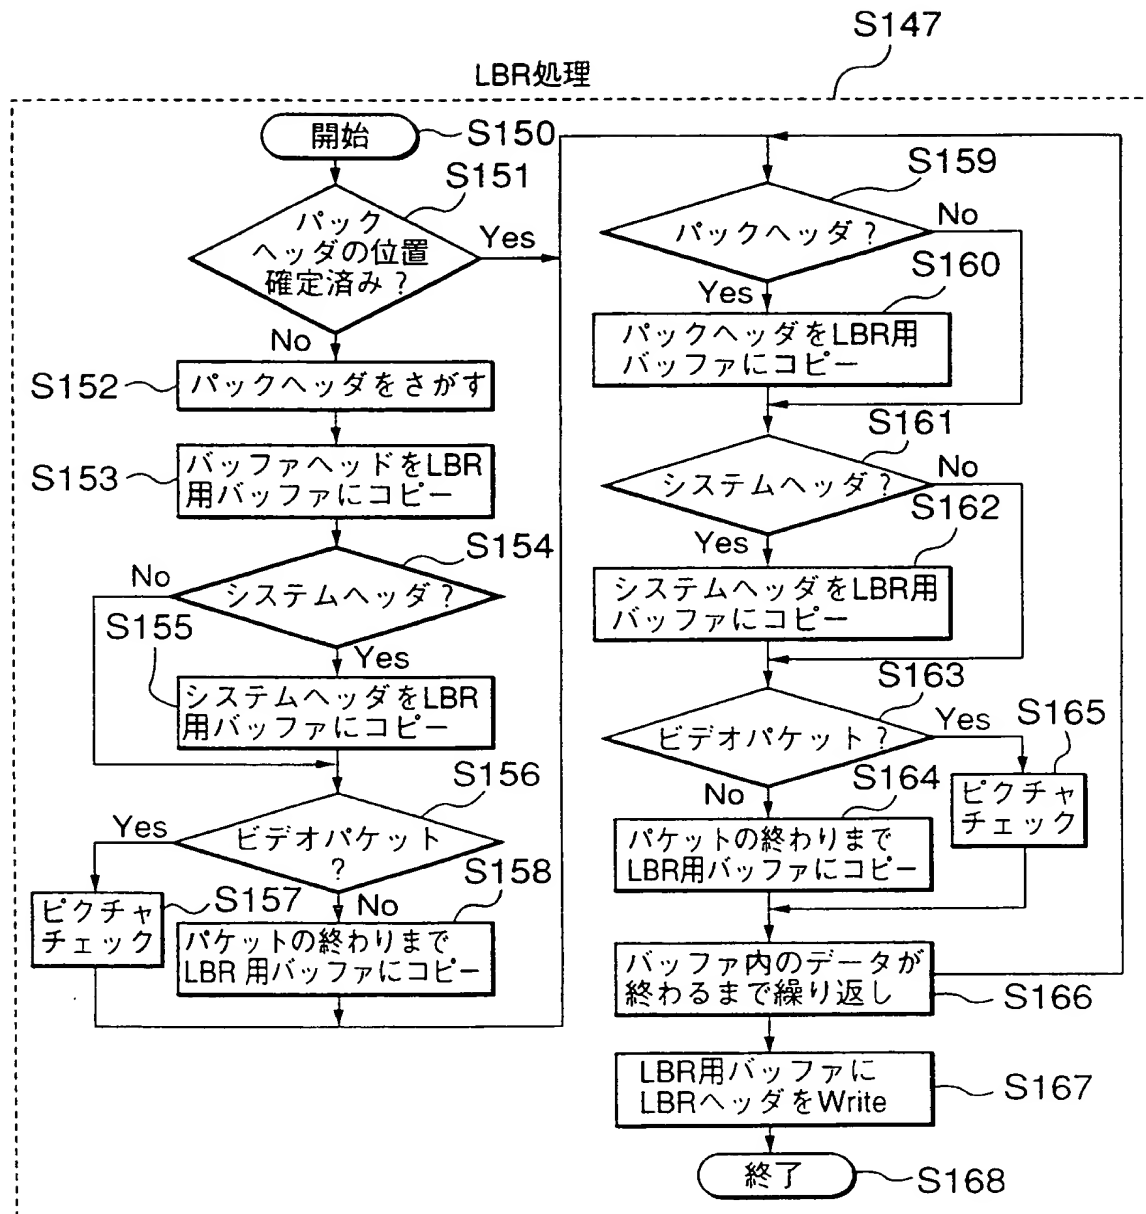 S147
LBR処理
開始
S150
S151
パック
ヘッダの位置
確定済み？
Yes
No
S152
パックヘッダをさがす
S153
バッファヘッドをLBR
用バッファにコピー
S154
No
システムヘッダ？
S155
Yes
システムヘッダをLBR
用バッファにコピー
S156
Yes
ビデオパケット
？
S157
S158
No
ピクチャ
チェック
パケットの終わりまで
LBR用バッファにコピー
S159
パックヘッダ？
No
S160
Yes
パックヘッダをLBR用
バッファにコピー
S161
システムヘッダ？
No
S162
Yes
システムヘッダをLBR用
バッファにコピー
S163
ビデオパケット？
Yes
S165
S164
No
ピクチャ
チェック
パケットの終わりまで
LBR用バッファにコピー
バッファ内のデータが
終わるまで繰り返し
S166
LBR用バッファに
LBRヘッダをWrite
S167
終了
S168